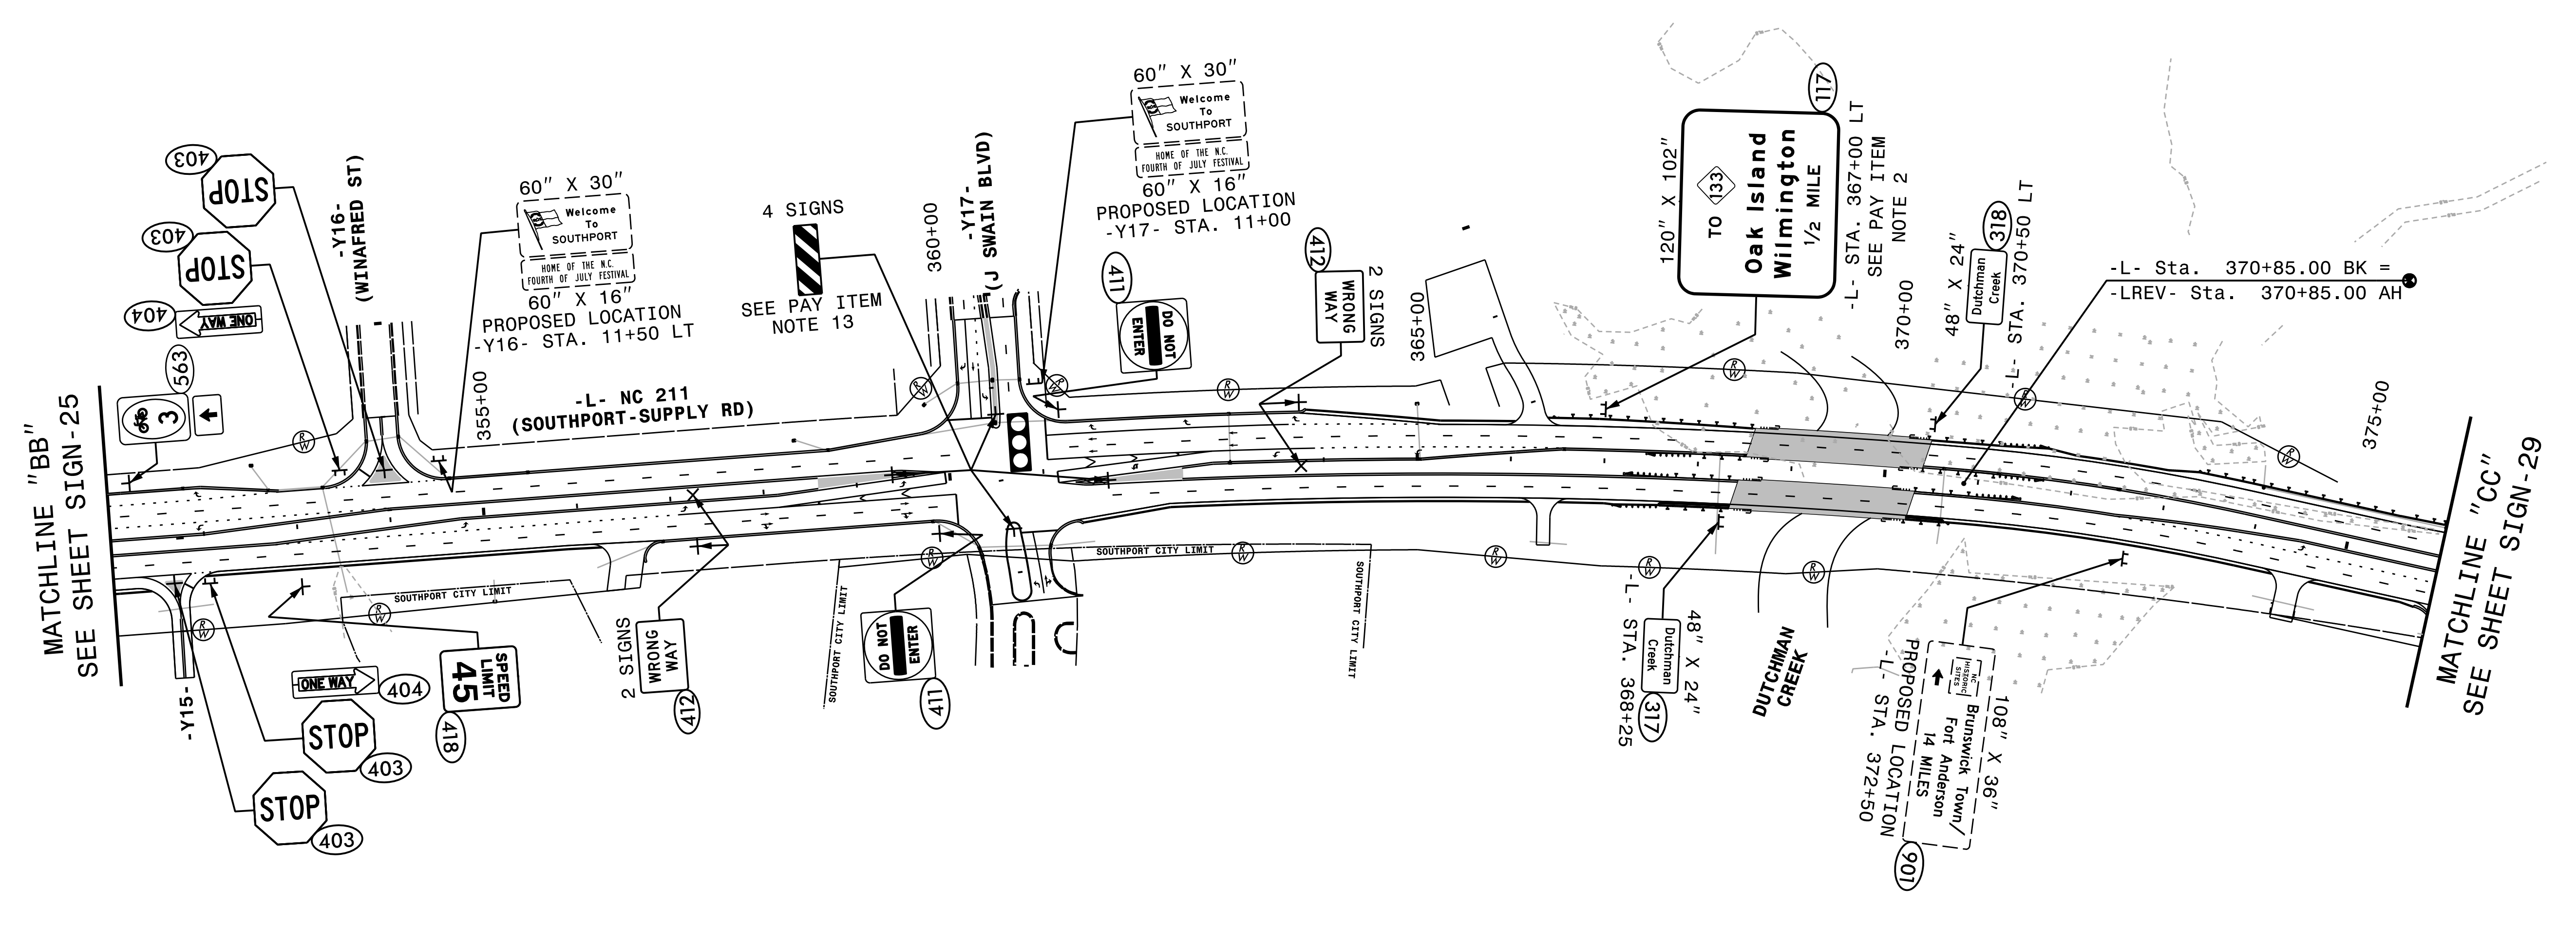 MATCHLINE "BB"
SEE SHEET SIGN-25
403
STOP
403
STOP
404
ONE WAY
563
3
-Y16-
(WINAFRED ST)
60" X 30"
Welcome
To
SOUTHPORT
HOME OF THE N.C.
FOURTH OF JULY FESTIVAL
60" X 16"
PROPOSED LOCATION
-Y16- STA. 11+50 LT
355+00
-L- NC 211
(SOUTHPORT-SUPPLY RD)
4 SIGNS
SEE PAY ITEM
NOTE 13
360+00
-Y17-
(J SWAIN BLVD)
60" X 30"
Welcome
To
SOUTHPORT
HOME OF THE N.C.
FOURTH OF JULY FESTIVAL
60" X 16"
PROPOSED LOCATION
-Y17- STA. 11+00
411
DO NOT
ENTER
412
WRONG
WAY
2 SIGNS
365+00
120" X 102"
117
TO 133
Oak Island
Wilmington
1/2 MILE
-L- STA. 367+00 LT
SEE PAY ITEM
NOTE 2
370+00
48" X 24"
318
Dutchman
Creek
-L- STA. 370+50 LT
-L- Sta. 370+85.00 BK =
-LREV- Sta. 370+85.00 AH
375+00
MATCHLINE "CC"
SEE SHEET SIGN-29
R/W
R/W
R/W
R/W
R/W
R/W
R/W
R/W
R/W
R/W
R/W
R/W
R/W
R/W
-Y15-
SOUTHPORT CITY LIMIT
ONE WAY
404
STOP
403
STOP
403
SPEED
LIMIT
45
418
2 SIGNS
WRONG
WAY
412
SOUTHPORT CITY LIMIT
DO NOT
ENTER
411
SOUTHPORT CITY LIMIT
SOUTHPORT CITY LIMIT
48" X 24"
Dutchman
Creek
317
-L- STA. 368+25
DUTCHMAN
CREEK
108" X 36"
NC
HISTORIC
SITES
Brunswick Town/
Fort Anderson
14 MILES
PROPOSED LOCATION
-L- STA. 372+50
901